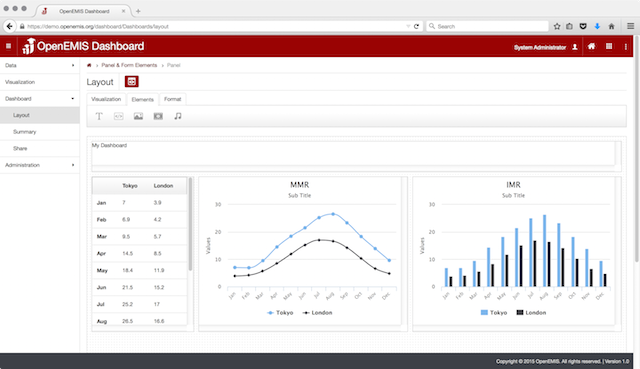 OpenEMIS Dashboard
https://demo.openemis.org/dashboard/Dashboards/layout
Search
OpenEMIS Dashboard
System Administrator
Data
Visualization
Dashboard
Layout
Summary
Share
Administration
Panel & Form Elements
Panel
Layout
Visualization Elements Format
T
My Dashboard
Tokyo London
Jan 7 3.9
Feb 6.9 4.2
Mar 9.5 5.7
Apr 14.5 8.5
May 18.4 11.9
Jun 21.5 15.2
Jul 25.2 17
Aug 26.5 16.6
MMR
Sub Title
Values
30
20
10
0
Jan Feb Mar Apr May Jun Jul Aug Sep Oct Nov Dec
Tokyo London
IMR
Sub Title
Values
30
20
10
0
Jan Feb Mar Apr May Jun Jul Aug Sep Oct Nov Dec
Tokyo London
Copyright © 2015 OpenEMIS. All rights reserved. | Version 1.0